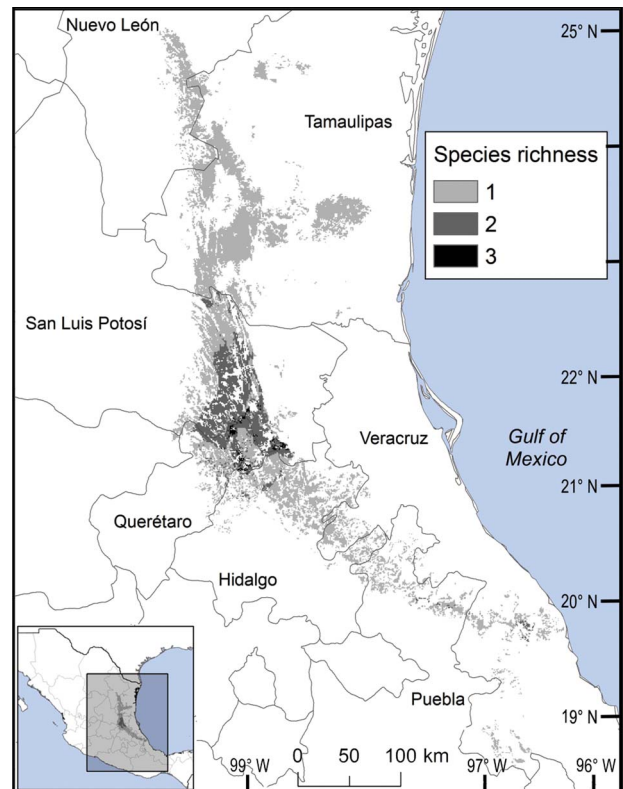 Nuevo León
25° N
Tamaulipas
Species richness
1
2
3
San Luis Potosí
22° N
Veracruz
Gulf of
Mexico
21° N
Querétaro
Hidalgo
20° N
Puebla
19° N
0 50 100 km
99° W
97° W
96° W